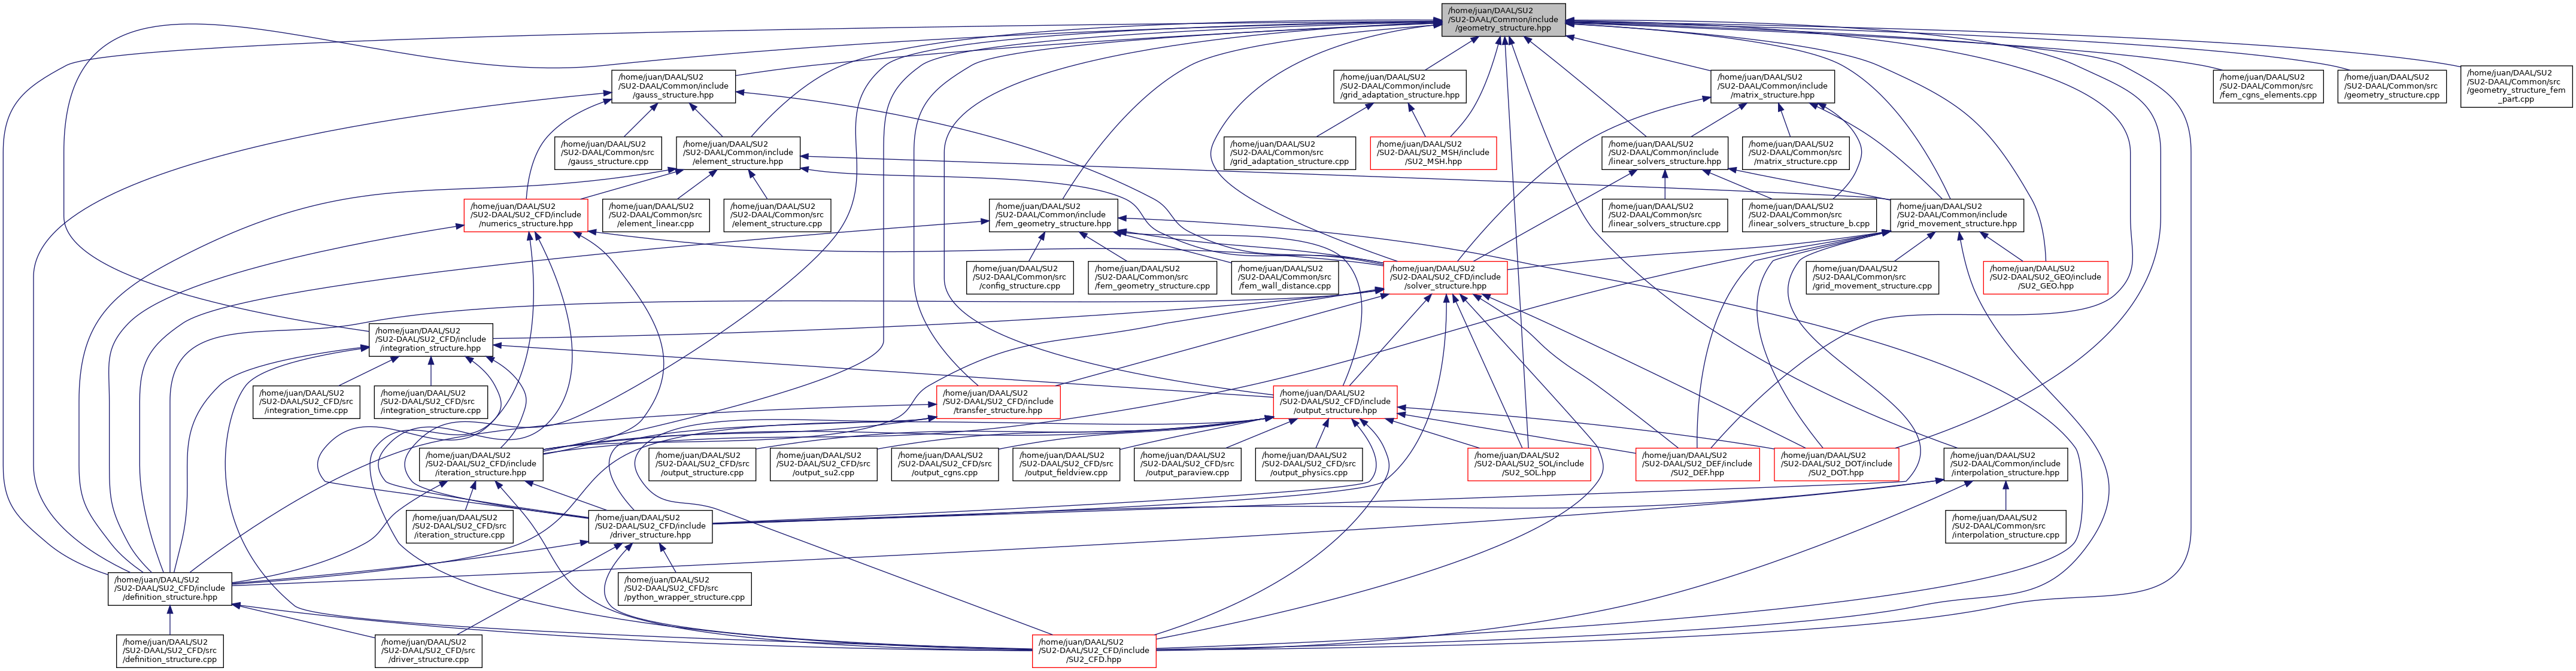 /home/juan/DAAL/SU2
/SU2-DAAL/Common/include
/geometry_structure.hpp
/home/juan/DAAL/SU2
/SU2-DAAL/Common/include
/gauss_structure.hpp
/home/juan/DAAL/SU2
/SU2-DAAL/Common/include
/grid_adaptation_structure.hpp
/home/juan/DAAL/SU2
/SU2-DAAL/Common/include
/matrix_structure.hpp
/home/juan/DAAL/SU2
/SU2-DAAL/Common/src
/fem_cgns_elements.cpp
/home/juan/DAAL/SU2
/SU2-DAAL/Common/src
/geometry_structure.cpp
/home/juan/DAAL/SU2
/SU2-DAAL/Common/src
/geometry_structure_fem
_part.cpp
/home/juan/DAAL/SU2
/SU2-DAAL/Common/src
/gauss_structure.cpp
/home/juan/DAAL/SU2
/SU2-DAAL/Common/include
/element_structure.hpp
/home/juan/DAAL/SU2
/SU2-DAAL/Common/src
/grid_adaptation_structure.cpp
/home/juan/DAAL/SU2
/SU2-DAAL/SU2_MSH/include
/SU2_MSH.hpp
/home/juan/DAAL/SU2
/SU2-DAAL/Common/include
/linear_solvers_structure.hpp
/home/juan/DAAL/SU2
/SU2-DAAL/Common/src
/matrix_structure.cpp
/home/juan/DAAL/SU2
/SU2-DAAL/SU2_CFD/include
/numerics_structure.hpp
/home/juan/DAAL/SU2
/SU2-DAAL/Common/src
/element_linear.cpp
/home/juan/DAAL/SU2
/SU2-DAAL/Common/src
/element_structure.cpp
/home/juan/DAAL/SU2
/SU2-DAAL/Common/include
/fem_geometry_structure.hpp
/home/juan/DAAL/SU2
/SU2-DAAL/Common/src
/linear_solvers_structure.cpp
/home/juan/DAAL/SU2
/SU2-DAAL/Common/src
/linear_solvers_structure_b.cpp
/home/juan/DAAL/SU2
/SU2-DAAL/Common/include
/grid_movement_structure.hpp
/home/juan/DAAL/SU2
/SU2-DAAL/Common/src
/config_structure.cpp
/home/juan/DAAL/SU2
/SU2-DAAL/Common/src
/fem_geometry_structure.cpp
/home/juan/DAAL/SU2
/SU2-DAAL/Common/src
/fem_wall_distance.cpp
/home/juan/DAAL/SU2
/SU2-DAAL/SU2_CFD/include
/solver_structure.hpp
/home/juan/DAAL/SU2
/SU2-DAAL/Common/src
/grid_movement_structure.cpp
/home/juan/DAAL/SU2
/SU2-DAAL/SU2_GEO/include
/SU2_GEO.hpp
/home/juan/DAAL/SU2
/SU2-DAAL/SU2_CFD/include
/integration_structure.hpp
/home/juan/DAAL/SU2
/SU2-DAAL/SU2_CFD/src
/integration_time.cpp
/home/juan/DAAL/SU2
/SU2-DAAL/SU2_CFD/src
/integration_structure.cpp
/home/juan/DAAL/SU2
/SU2-DAAL/SU2_CFD/include
/transfer_structure.hpp
/home/juan/DAAL/SU2
/SU2-DAAL/SU2_CFD/include
/output_structure.hpp
/home/juan/DAAL/SU2
/SU2-DAAL/SU2_CFD/include
/iteration_structure.hpp
/home/juan/DAAL/SU2
/SU2-DAAL/SU2_CFD/src
/output_structure.cpp
/home/juan/DAAL/SU2
/SU2-DAAL/SU2_CFD/src
/output_su2.cpp
/home/juan/DAAL/SU2
/SU2-DAAL/SU2_CFD/src
/output_cgns.cpp
/home/juan/DAAL/SU2
/SU2-DAAL/SU2_CFD/src
/output_fieldview.cpp
/home/juan/DAAL/SU2
/SU2-DAAL/SU2_CFD/src
/output_paraview.cpp
/home/juan/DAAL/SU2
/SU2-DAAL/SU2_CFD/src
/output_physics.cpp
/home/juan/DAAL/SU2
/SU2-DAAL/SU2_SOL/include
/SU2_SOL.hpp
/home/juan/DAAL/SU2
/SU2-DAAL/SU2_DEF/include
/SU2_DEF.hpp
/home/juan/DAAL/SU2
/SU2-DAAL/SU2_DOT/include
/SU2_DOT.hpp
/home/juan/DAAL/SU2
/SU2-DAAL/Common/include
/interpolation_structure.hpp
/home/juan/DAAL/SU2
/SU2-DAAL/SU2_CFD/src
/iteration_structure.cpp
/home/juan/DAAL/SU2
/SU2-DAAL/SU2_CFD/include
/driver_structure.hpp
/home/juan/DAAL/SU2
/SU2-DAAL/Common/src
/interpolation_structure.cpp
/home/juan/DAAL/SU2
/SU2-DAAL/SU2_CFD/include
/definition_structure.hpp
/home/juan/DAAL/SU2
/SU2-DAAL/SU2_CFD/src
/python_wrapper_structure.cpp
/home/juan/DAAL/SU2
/SU2-DAAL/SU2_CFD/src
/definition_structure.cpp
/home/juan/DAAL/SU2
/SU2-DAAL/SU2_CFD/src
/driver_structure.cpp
/home/juan/DAAL/SU2
/SU2-DAAL/SU2_CFD/include
/SU2_CFD.hpp